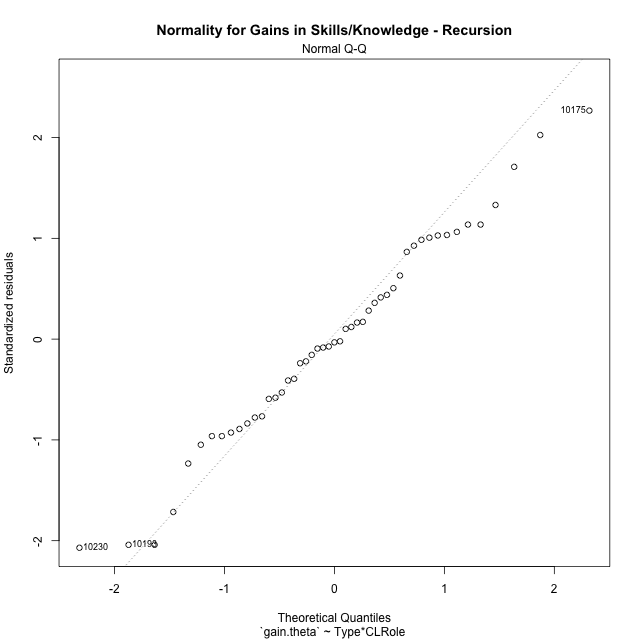 Normality for Gains in Skills/Knowledge - Recursion
Normal Q-Q
10175
2
1
0
-1
-2
Standardized residuals
10230
10193
-2
-1
0
1
2
Theoretical Quantiles
`gain.theta` ~ Type*CLRole